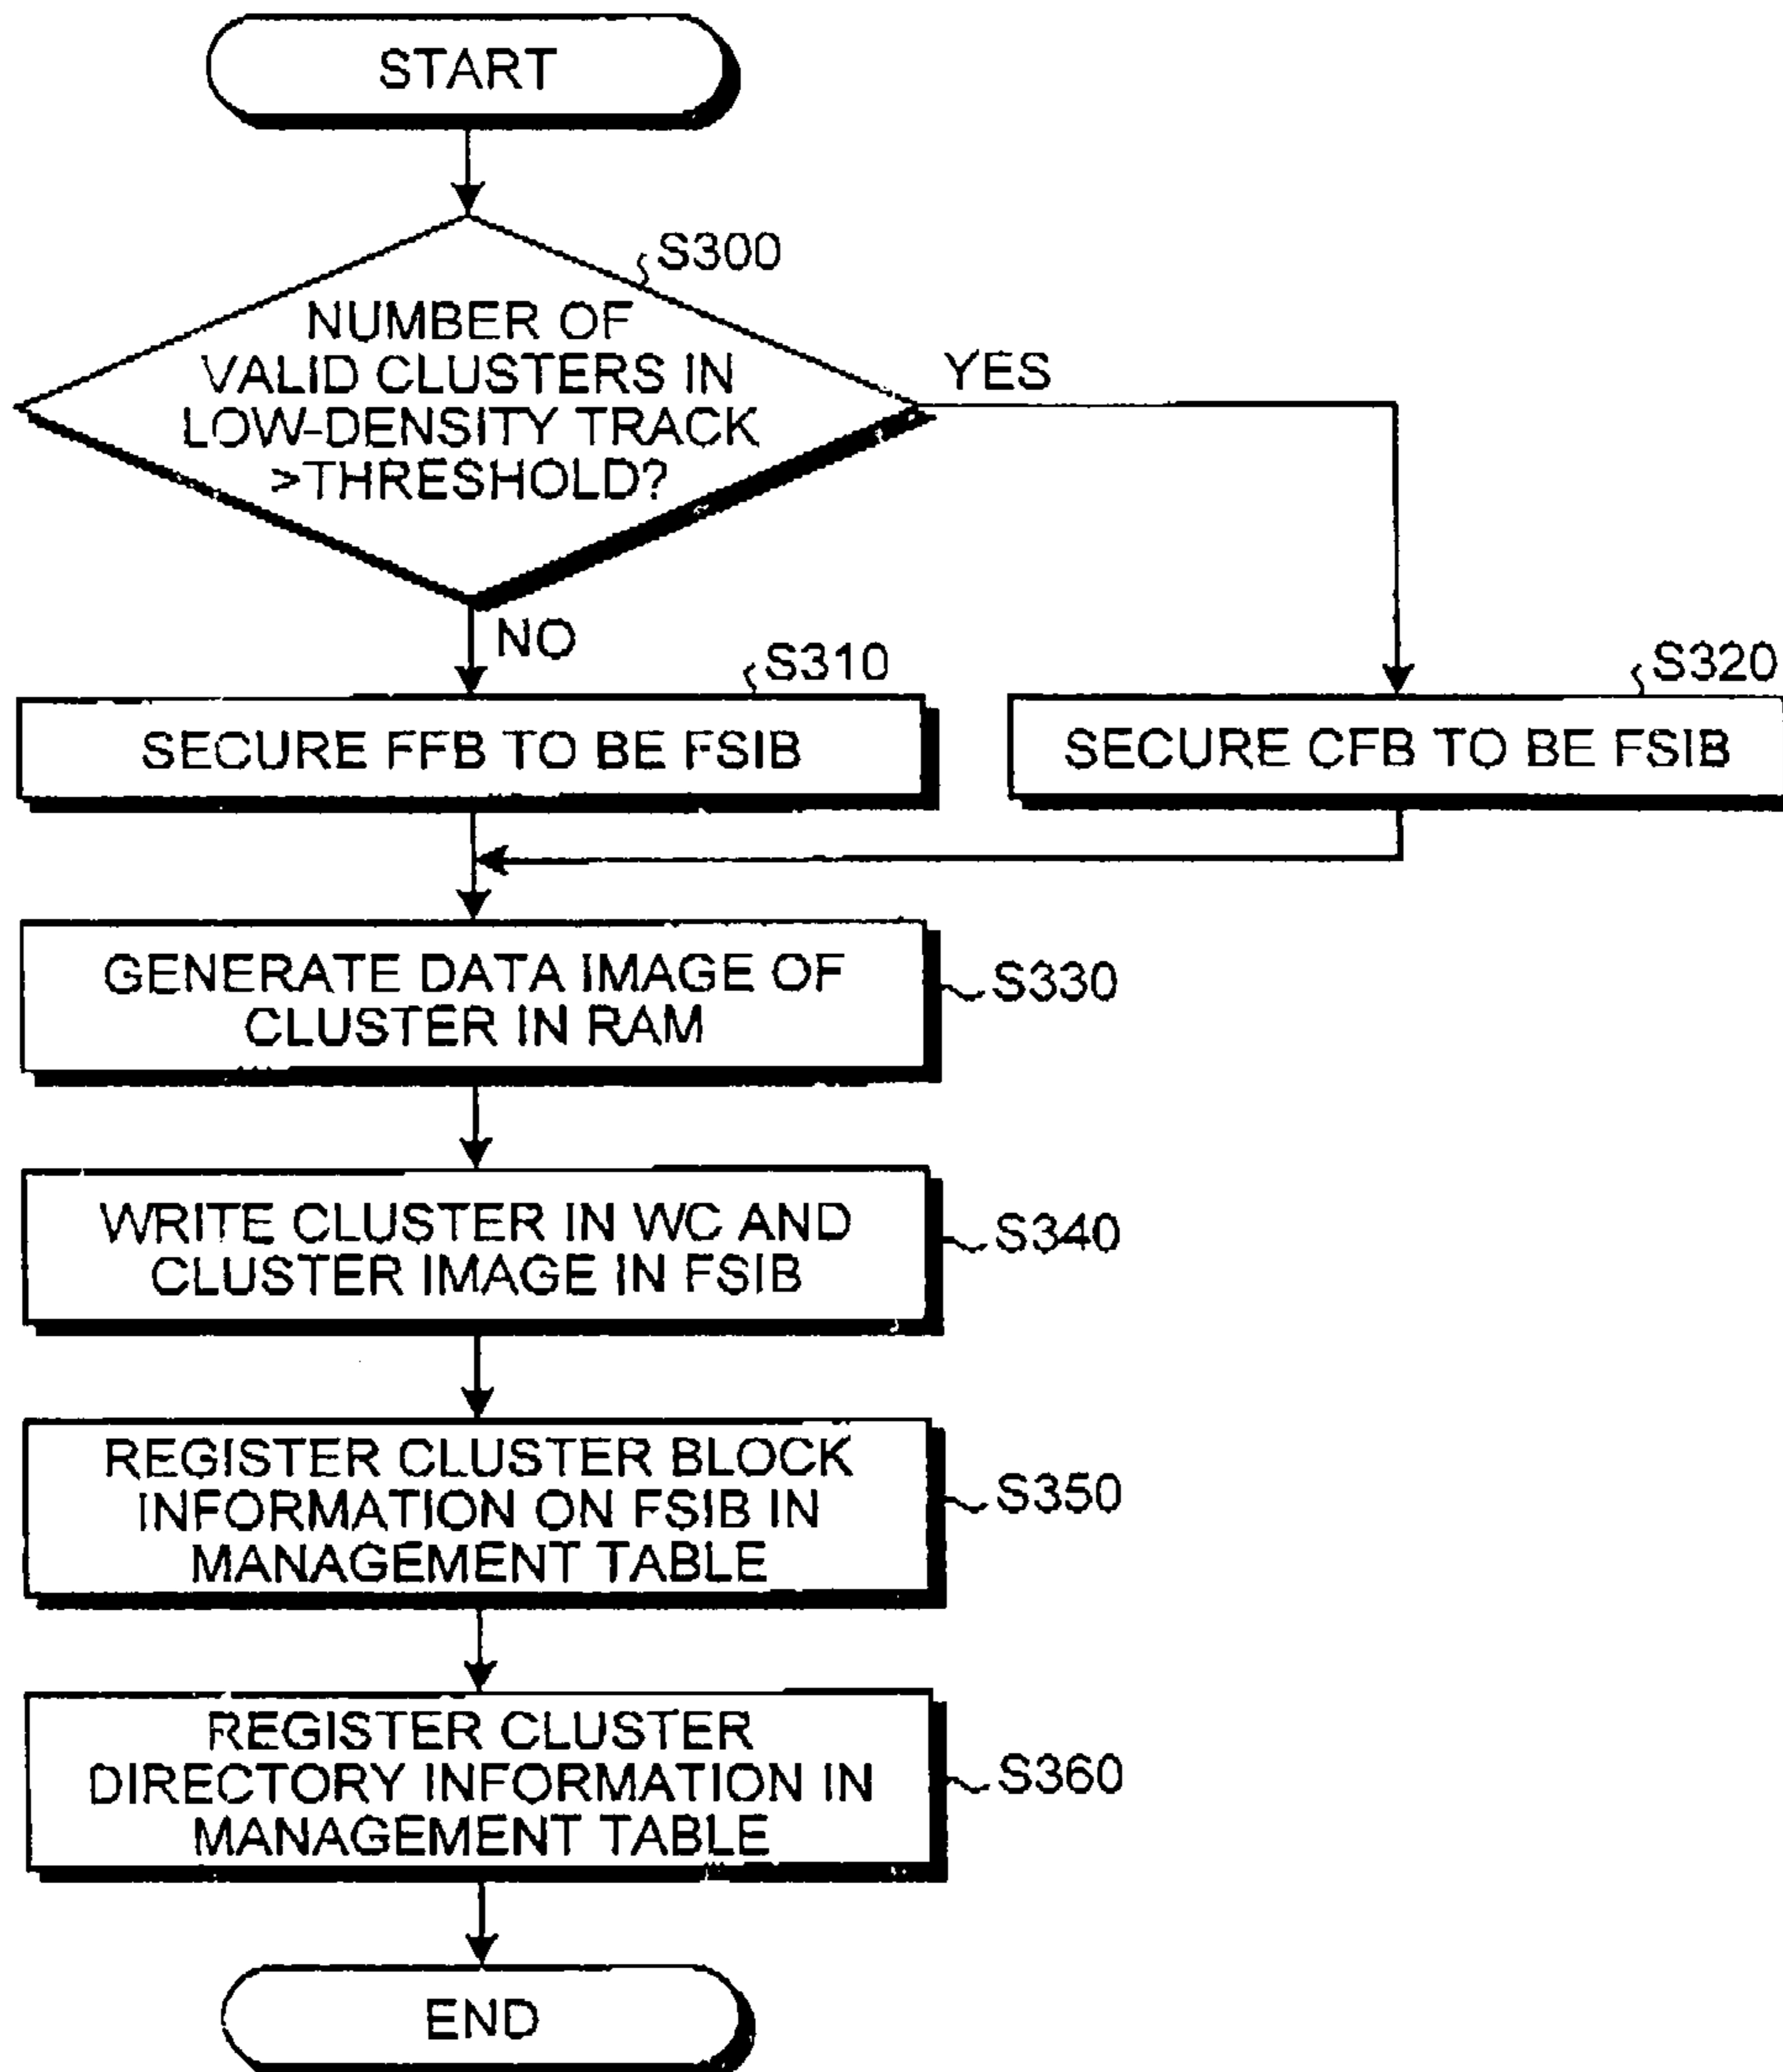 START
S300
NUMBER OF
VALID CLUSTERS IN
LOW-DENSITY TRACK
>THRESHOLD?
YES
NO
S310
SECURE FFB TO BE FSIB
S320
SECURE CFB TO BE FSIB
GENERATE DATA IMAGE OF
CLUSTER IN RAM
S330
WRITE CLUSTER IN WC AND
CLUSTER IMAGE IN FSIB
S340
REGISTER CLUSTER BLOCK
INFORMATION ON FSIB IN
MANAGEMENT TABLE
S350
REGISTER CLUSTER
DIRECTORY INFORMATION IN
MANAGEMENT TABLE
S360
END